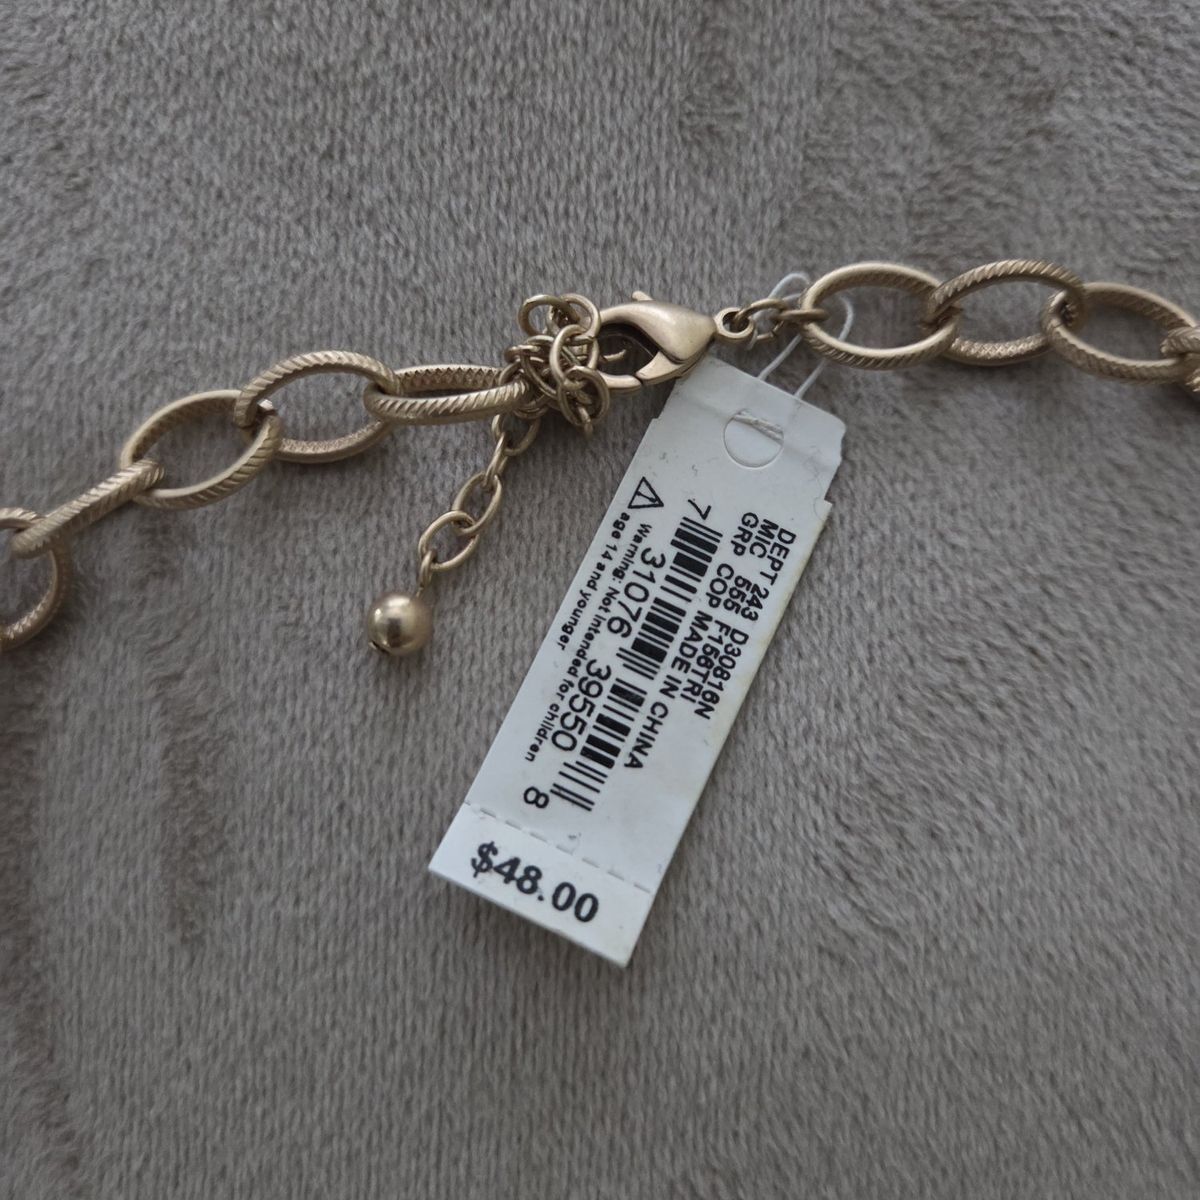 DEPT 243 D30816N
MIC 555 F156TRI
GRP COP MADE IN CHINA
7 31076 39550 8
Warning: Not intended for children
age 14 and younger
$48.00